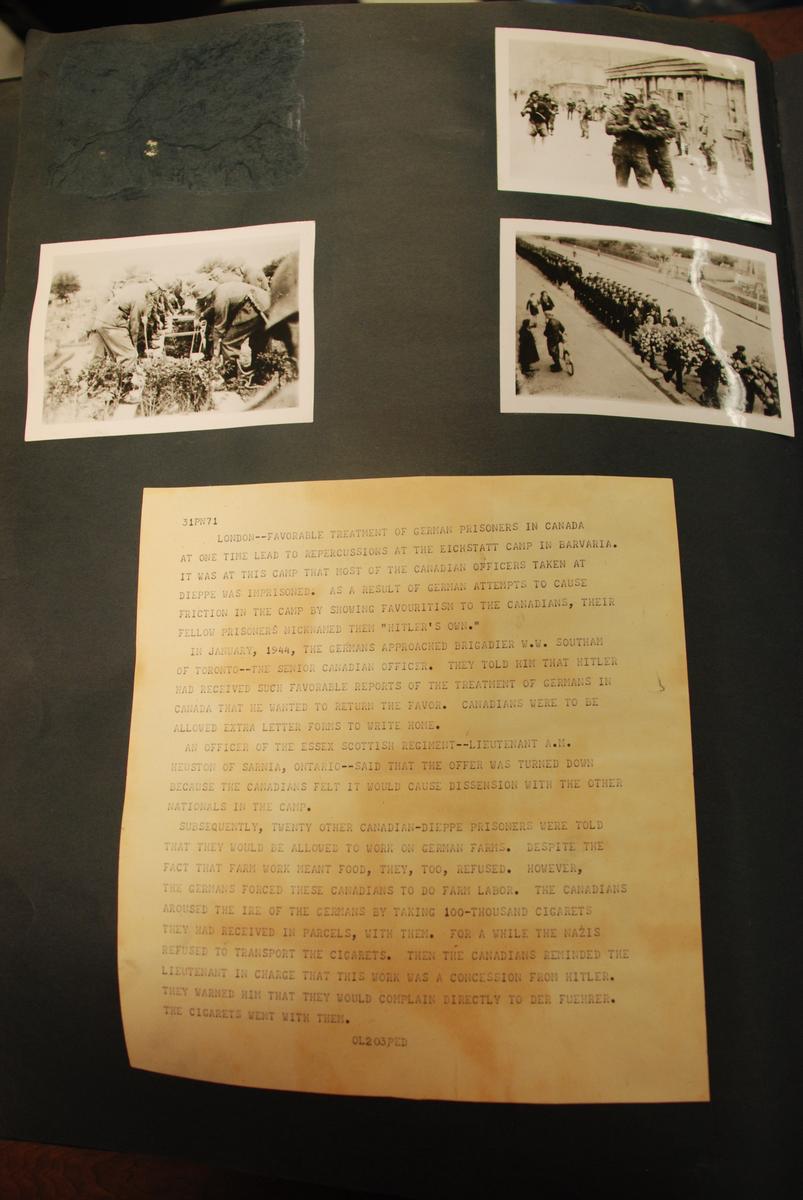 31PN71
LONDON--FAVORABLE TREATMENT OF GERMAN PRISONERS IN CANADA
AT ONE TIME LEAD TO REPERCUSSIONS AT THE EICHSTATT CAMP IN BARVARIA.
IT WAS AT THIS CAMP THAT MOST OF THE CANADIAN OFFICERS TAKEN AT
DIEPPE WAS IMPRISONED. AS A RESULT OF GERMAN ATTEMPTS TO CAUSE
FRICTION IN THE CAMP BY SHOWING FAVOURITISM TO THE CANADIANS, THEIR
FELLOW PRISONERS NICKNAMED THEM "HITLER'S OWN."
IN JANUARY, 1944, THE GERMANS APPROACHED BRIGADIER W.W. SOUTHAM
OF TORONTO--THE SENIOR CANADIAN OFFICER. THEY TOLD HIM THAT HITLER
HAD RECEIVED SUCH FAVORABLE REPORTS OF THE TREATMENT OF GERMANS IN
CANADA THAT HE WANTED TO RETURN THE FAVOR. CANADIANS WERE TO BE
ALLOWED EXTRA LETTER FORMS TO WRITE HOME.
AN OFFICER OF THE ESSEX SCOTTISH REGIMENT--LIEUTENANT A.M.
HEUSTON OF SARNIA, ONTARIO--SAID THAT THE OFFER WAS TURNED DOWN
BECAUSE THE CANADIANS FELT IT WOULD CAUSE DISSENSION WITH THE OTHER
NATIONALS IN THE CAMP.
SUBSEQUENTLY, TWENTY OTHER CANADIAN-DIEPPE PRISONERS WERE TOLD
THAT THEY WOULD BE ALLOWED TO WORK ON GERMAN FARMS. DESPITE THE
FACT THAT FARM WORK MEANT FOOD, THEY, TOO, REFUSED. HOWEVER,
THE GERMANS FORCED THESE CANADIANS TO DO FARM LABOR. THE CANADIANS
AROUSED THE IRE OF THE GERMANS BY TAKING 100-THOUSAND CIGARETS
THEY HAD RECEIVED IN PARCELS, WITH THEM. FOR A WHILE THE NAZIS
REFUSED TO TRANSPORT THE CIGARETS. THEN THE CANADIANS REMINDED THE
LIEUTENANT IN CHARGE THAT THIS WORK WAS A CONCESSION FROM HITLER.
THEY WARNED HIM THAT THEY WOULD COMPLAIN DIRECTLY TO DER FUEHRER.
THE CIGARETS WENT WITH THEM.
OL203PED